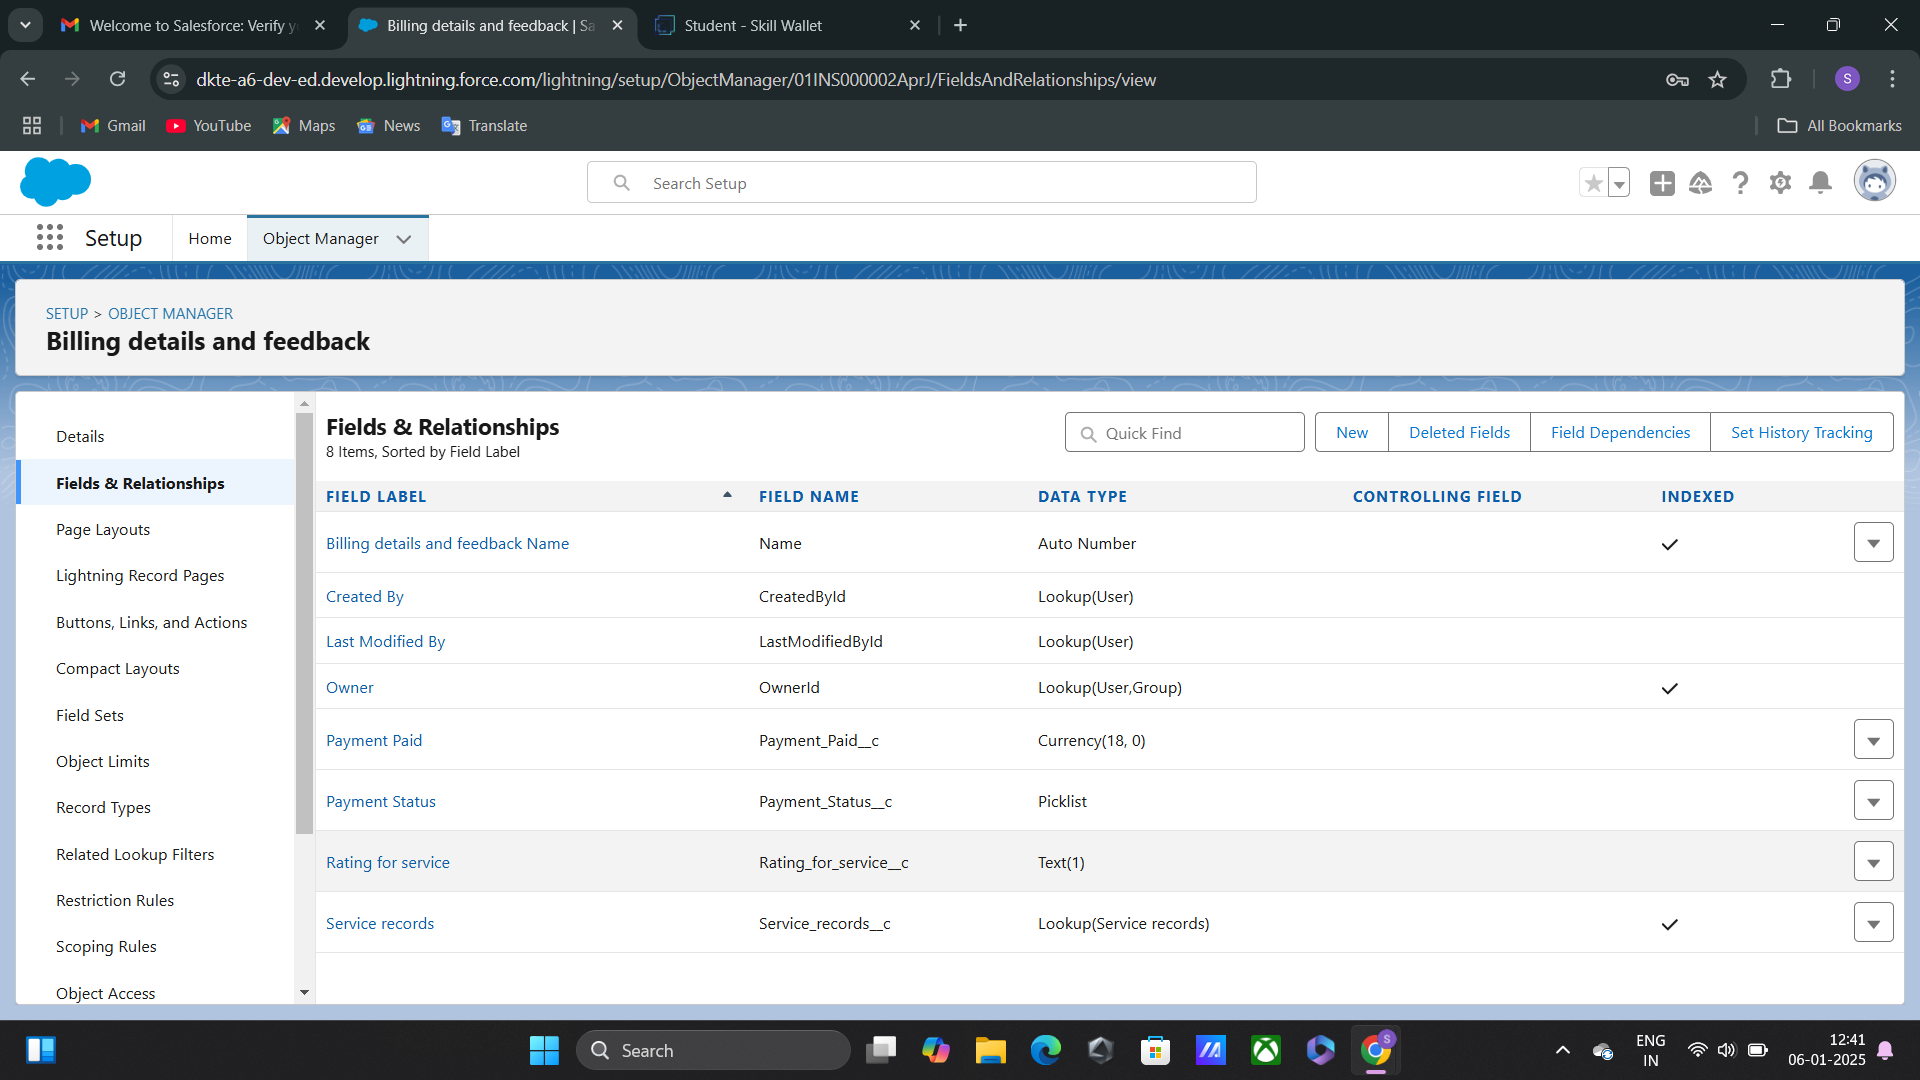 Welcome to Salesforce: Verify y
Billing details and feedback | Sa
Student - Skill Wallet
dkte-a6-dev-ed.develop.lightning.force.com/lightning/setup/ObjectManager/01INS000002AprJ/FieldsAndRelationships/view
S
Gmail
YouTube
Maps
News
Translate
All Bookmarks
Search Setup
Setup
Home
Object Manager
SETUP > OBJECT MANAGER
Billing details and feedback
Details
Fields & Relationships
Page Layouts
Lightning Record Pages
Buttons, Links, and Actions
Compact Layouts
Field Sets
Object Limits
Record Types
Related Lookup Filters
Restriction Rules
Scoping Rules
Object Access
Fields & Relationships
8 Items, Sorted by Field Label
Quick Find
New
Deleted Fields
Field Dependencies
Set History Tracking
FIELD LABEL FIELD NAME DATA TYPE CONTROLLING FIELD INDEXED
Billing details and feedback Name Name Auto Number
Created By CreatedById Lookup(User)
Last Modified By LastModifiedById Lookup(User)
Owner OwnerId Lookup(User,Group)
Payment Paid Payment_Paid__c Currency(18, 0)
Payment Status Payment_Status__c Picklist
Rating for service Rating_for_service__c Text(1)
Service records Service_records__c Lookup(Service records)
Search
S
ENG
IN
12:41
06-01-2025